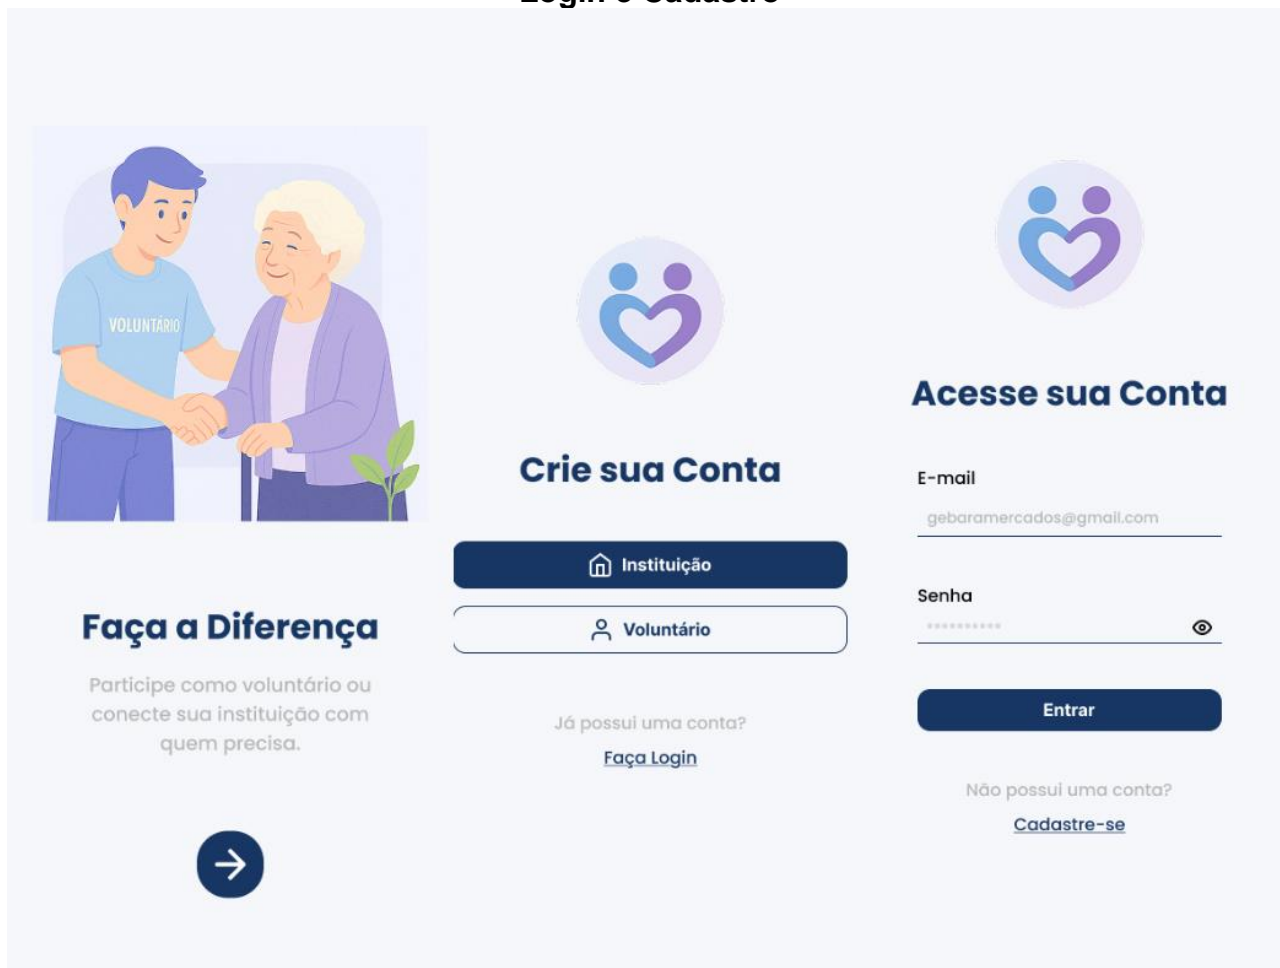 Login e Cadastro
VOLUNTÁRIO
Faça a Diferença
Participe como voluntário ou
conecte sua instituição com
quem precisa.
Crie sua Conta
Instituição
Voluntário
Já possui uma conta?
Faça Login
Acesse sua Conta
E-mail
gebaramercados@gmail.com
Senha
**********
Entrar
Não possui uma conta?
Cadastre-se